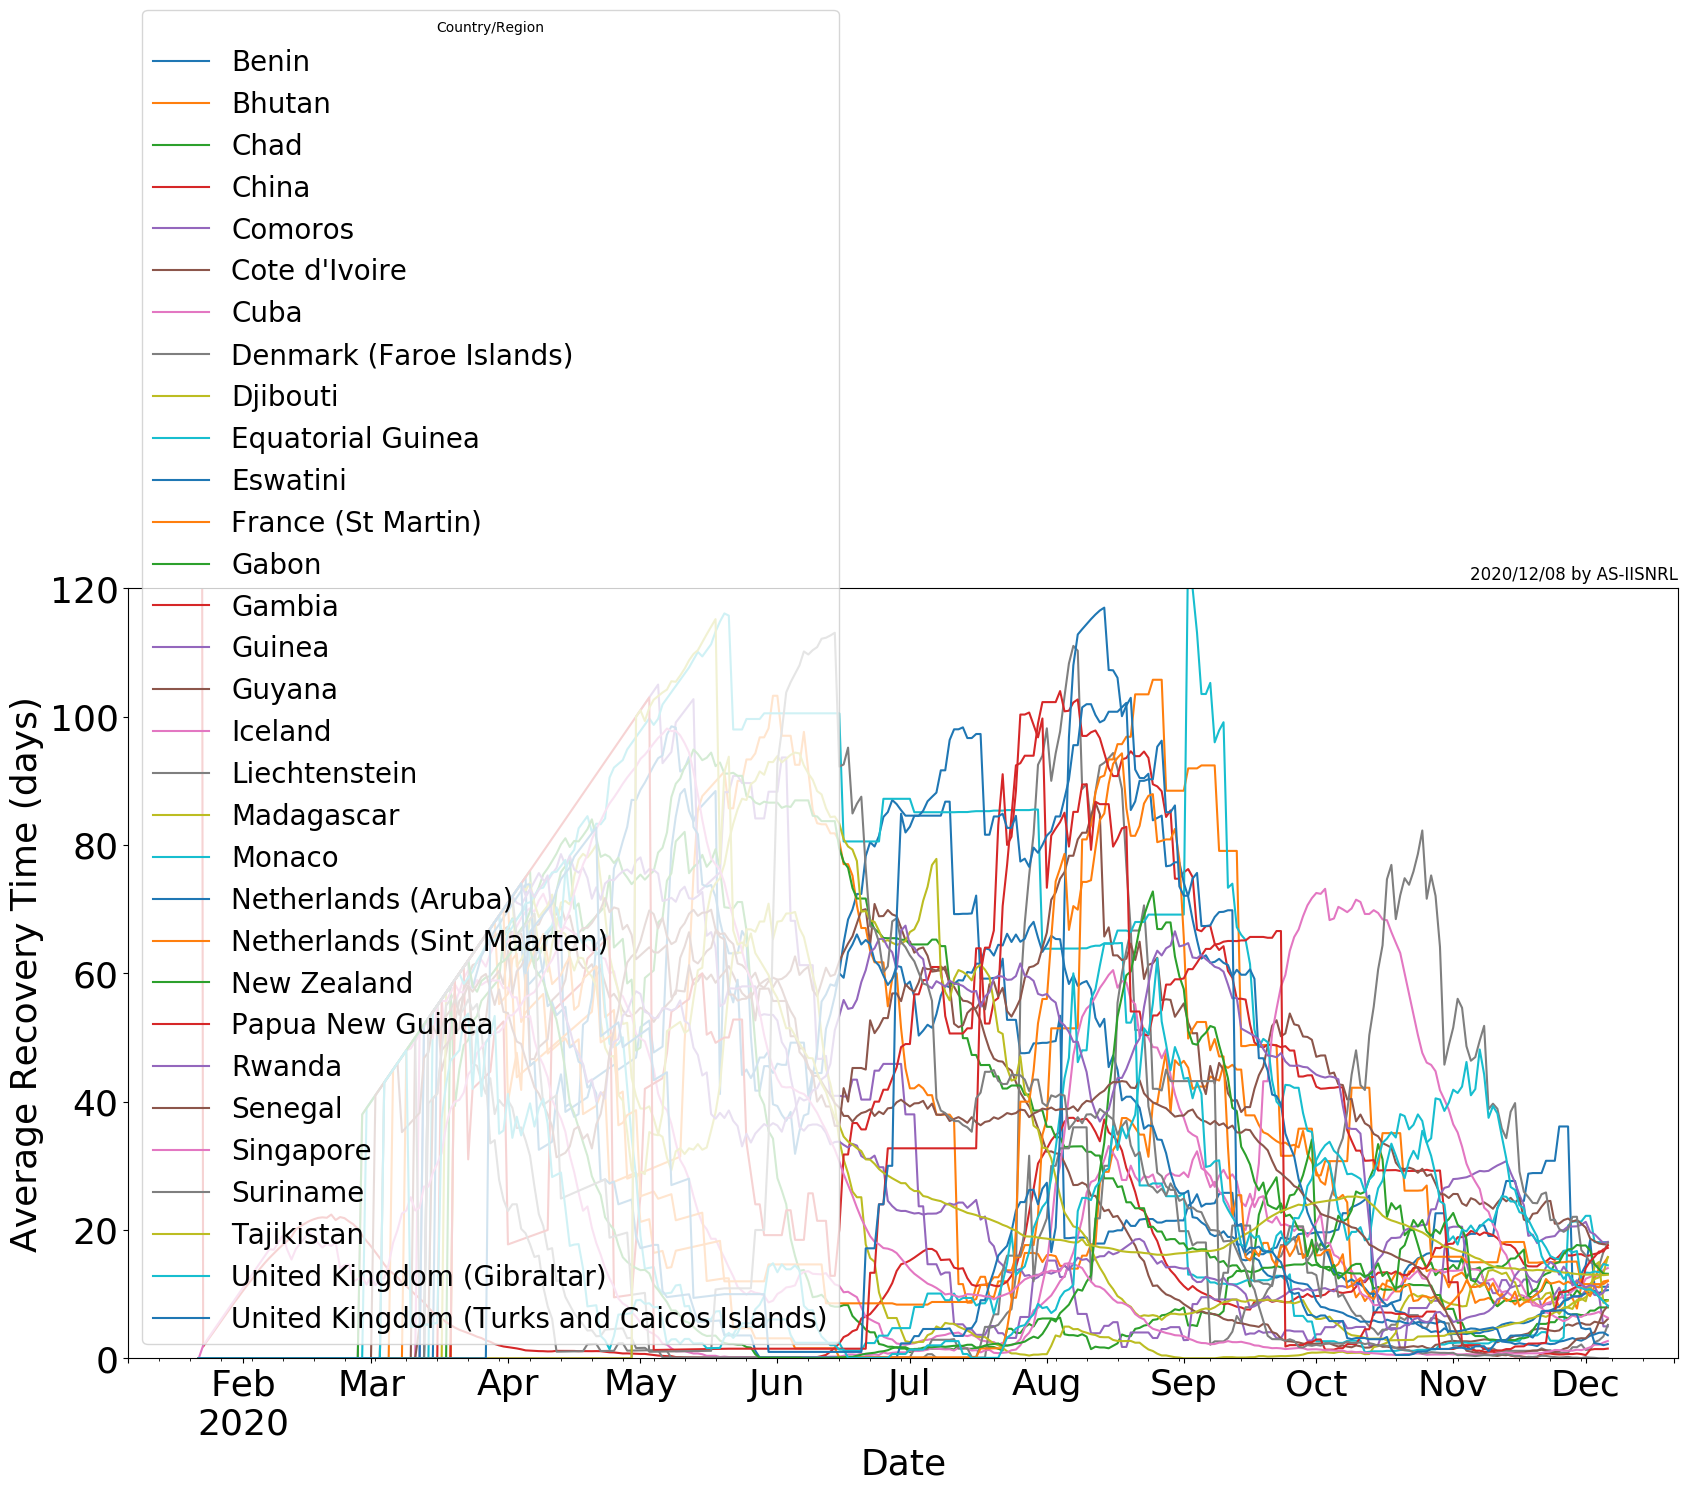 Country/Region
Benin
Bhutan
Chad
China
Comoros
Cote d'Ivoire
Cuba
Denmark (Faroe Islands)
Djibouti
Equatorial Guinea
Eswatini
France (St Martin)
Gabon
Gambia
Guinea
Guyana
Iceland
Liechtenstein
Madagascar
Monaco
Netherlands (Aruba)
Netherlands (Sint Maarten)
New Zealand
Papua New Guinea
Rwanda
Senegal
Singapore
Suriname
Tajikistan
United Kingdom (Gibraltar)
United Kingdom (Turks and Caicos Islands)
2020/12/08 by AS-IISNRL
Average Recovery Time (days)
120
100
80
60
40
20
0
Feb Mar Apr May Jun Jul Aug Sep Oct Nov Dec
2020
Date